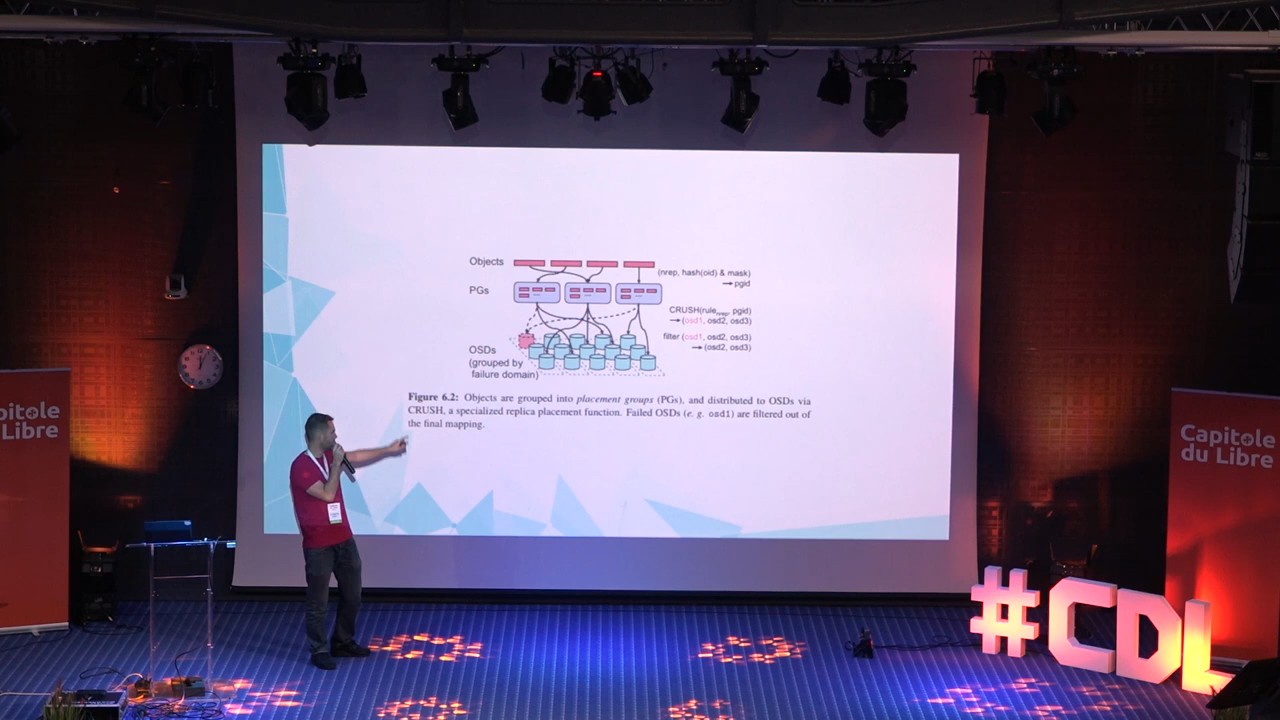 Objects
(nrep, hash(oid) & mask)
→ pgid
PGs
CRUSH(rule_nrep, pgid)
→ (osd1, osd2, osd3)
filter (osd1, osd2, osd3)
→ (osd2, osd3)
OSDs
(grouped by
failure domain)
Figure 6.2: Objects are grouped into placement groups (PGs), and distributed to OSDs via
CRUSH, a specialized replica placement function. Failed OSDs (e. g. osd1) are filtered out of
the final mapping.
pitole
Libre
Capitole
du Libre
#CDL